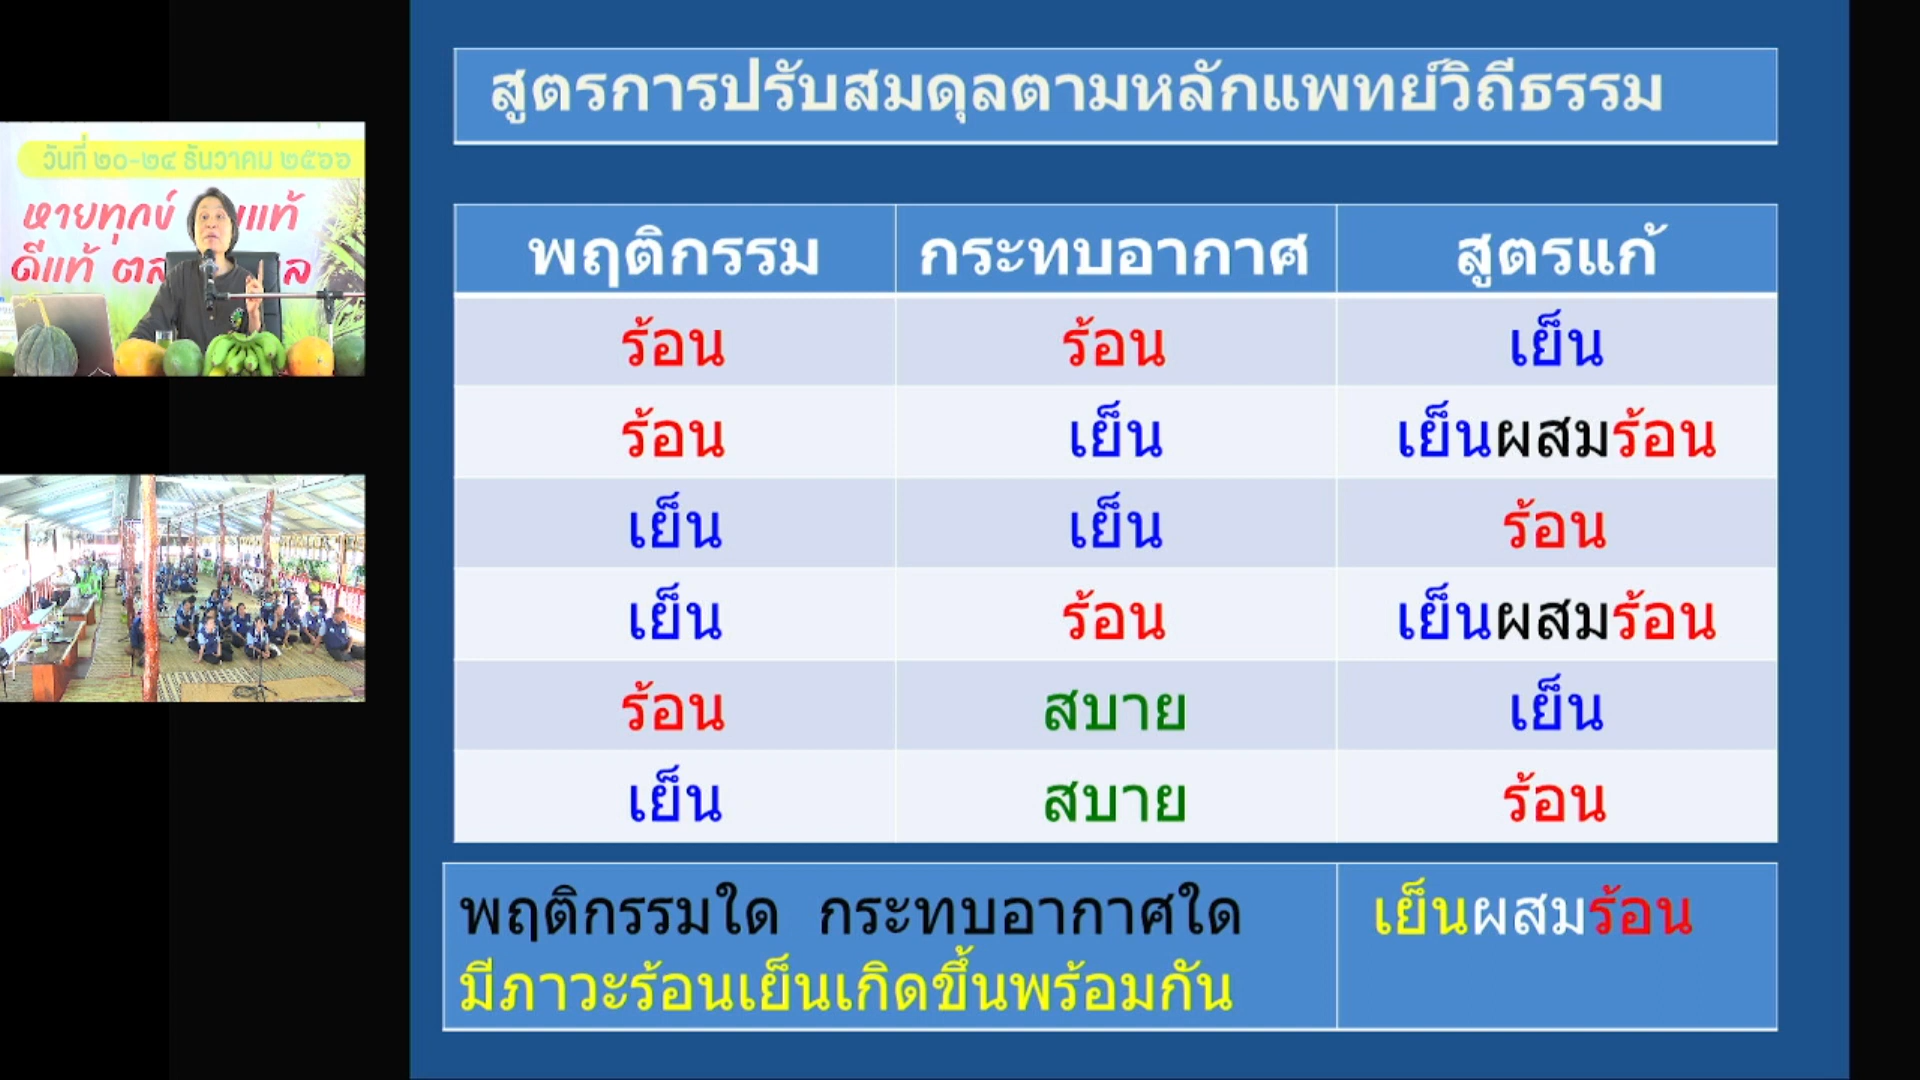 สูตรการปรับสมดุลตามหลักแพทย์วิถีธรรม
วันที่ ๒๐-๒๔ ธันวาคม ๒๕๖๖
หายทุกข์
แท้
ดีแท้
พฤติกรรม กระทบอากาศ สูตรแก้
ร้อน ร้อน เย็น
ร้อน เย็น เย็นผสมร้อน
เย็น เย็น ร้อน
เย็น ร้อน เย็นผสมร้อน
ร้อน สบาย เย็น
เย็น สบาย ร้อน
พฤติกรรมใด กระทบอากาศใด เย็นผสมร้อน
มีภาวะร้อนเย็นเกิดขึ้นพร้อมกัน